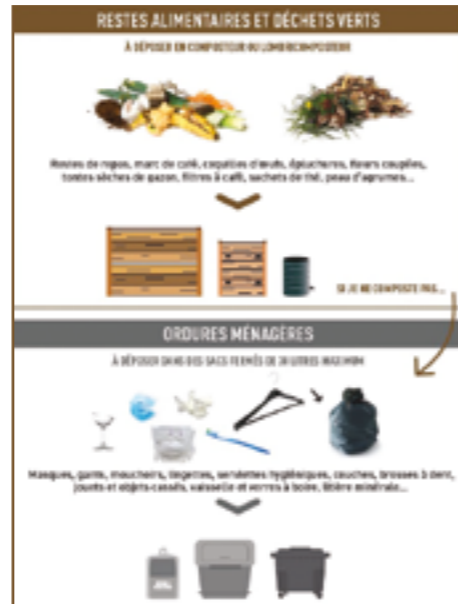 RESTES ALIMENTAIRES ET DÉCHETS VERTS
À DÉPOSER EN COMPOSTEUR OU LOMBRICOMPOSTEUR
Restes de repas, marc de café, coquilles d'œufs, épluchures, fleurs coupées,
tontes sèches de gazon, filtres à café, sachets de thé, peau d'agrumes...
SI JE NE COMPOSTE PAS...
ORDURES MÉNAGÈRES
À DÉPOSER DANS DES SACS FERMÉS DE 30 LITRES MAXIMUM
Masques, gants, mouchoirs, lingettes, serviettes hygiéniques, couches, brosses à dent,
jouets et objets cassés, vaisselle et verres à boire, litière minérale...